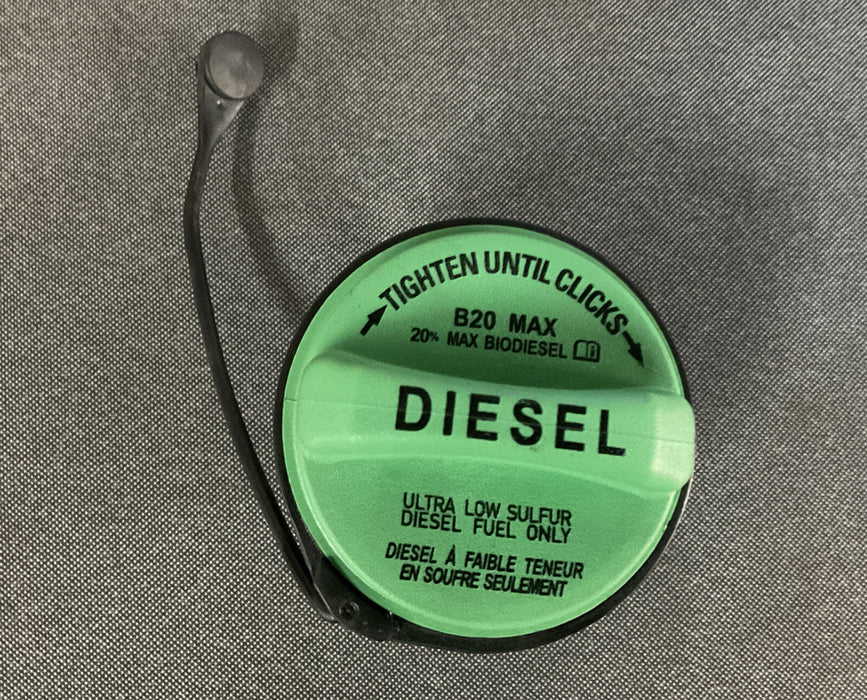 TIGHTEN UNTIL CLICKS
B20 MAX
20% MAX BIODIESEL
DIESEL
ULTRA LOW SULFUR
DIESEL FUEL ONLY
DIESEL À FAIBLE TENEUR
EN SOUFRE SEULEMENT